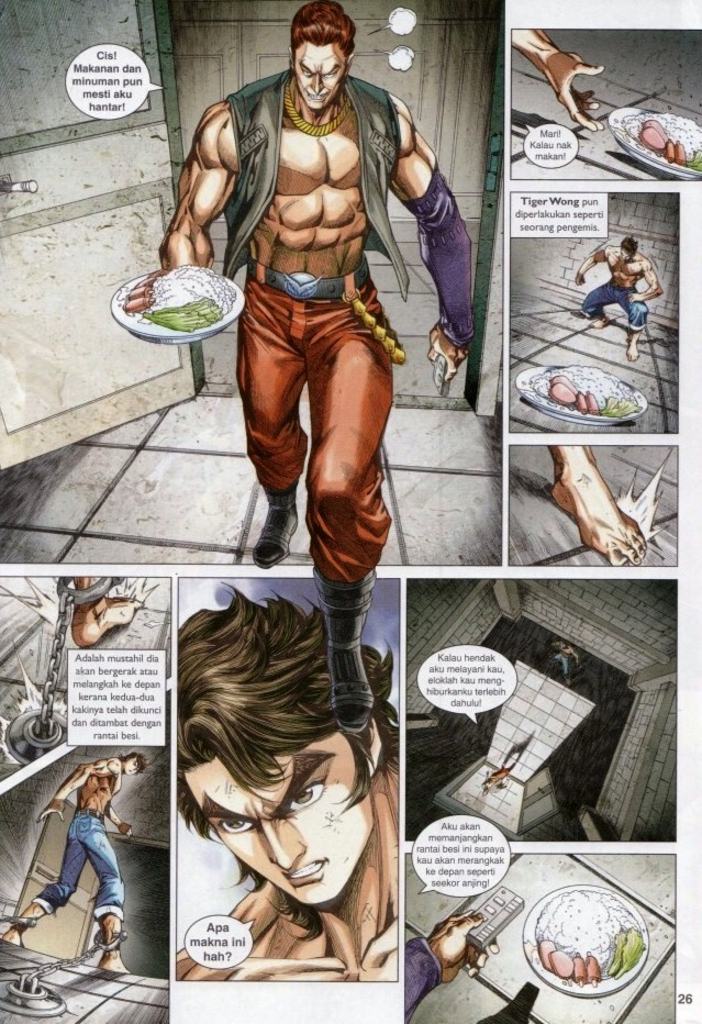 Cis!
Makanan dan
minuman pun
mesti aku
hantar!
Mari!
Kalau nak
makan!
Tiger Wong pun
diperlakukan seperti
seorang pengemis.
Adalah mustahil dia
akan bergerak atau
melangkah ke depan
kerana kedua-dua
kakinya telah dikunci
dan ditambat dengan
rantai besi.
Apa
makna ini
hah?
Kalau hendak
aku melayani kau,
eloklah kau meng-
hiburkanku terlebih
dahulu!
Aku akan
memanjangkan
rantai besi ini supaya
kau akan merangkak
ke depan seperti
seekor anjing!
26